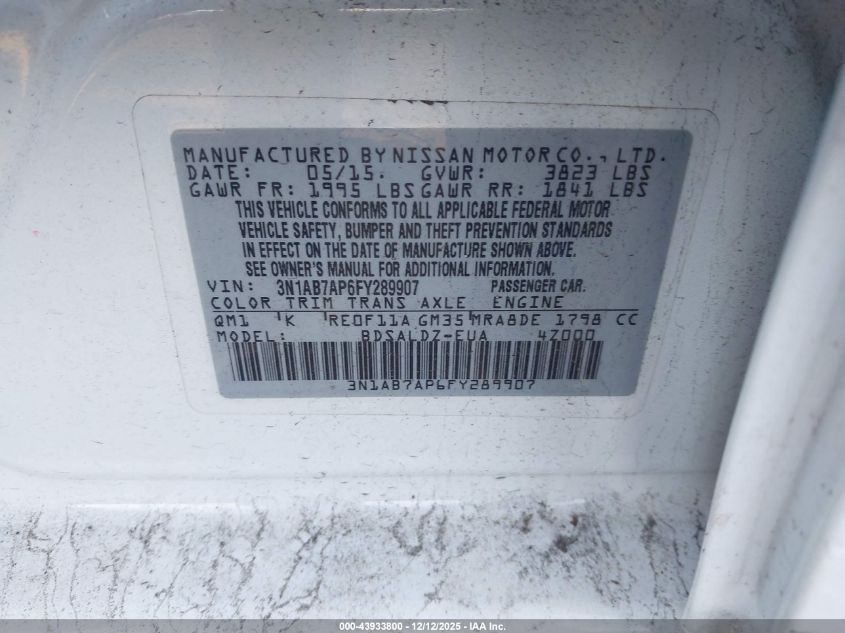 MANUFACTURED BY NISSAN MOTOR CO., LTD.
DATE: 05/15. GVWR: 3823 LBS
GAWR FR: 1995 LBS GAWR RR: 1841 LBS
THIS VEHICLE CONFORMS TO ALL APPLICABLE FEDERAL MOTOR
VEHICLE SAFETY, BUMPER AND THEFT PREVENTION STANDARDS
IN EFFECT ON THE DATE OF MANUFACTURE SHOWN ABOVE.
SEE OWNER'S MANUAL FOR ADDITIONAL INFORMATION.
VIN: 3N1AB7AP6FY289907 PASSENGER CAR.
COLOR TRIM TRANS AXLE ENGINE
QM1 K RE0F11A GM35 MRA8DE 1798 CC
MODEL: BDSALDZ-EUA 4Z000
3N1AB7AP6FY289907
000-43933800 - 12/12/2025 - IAA Inc.